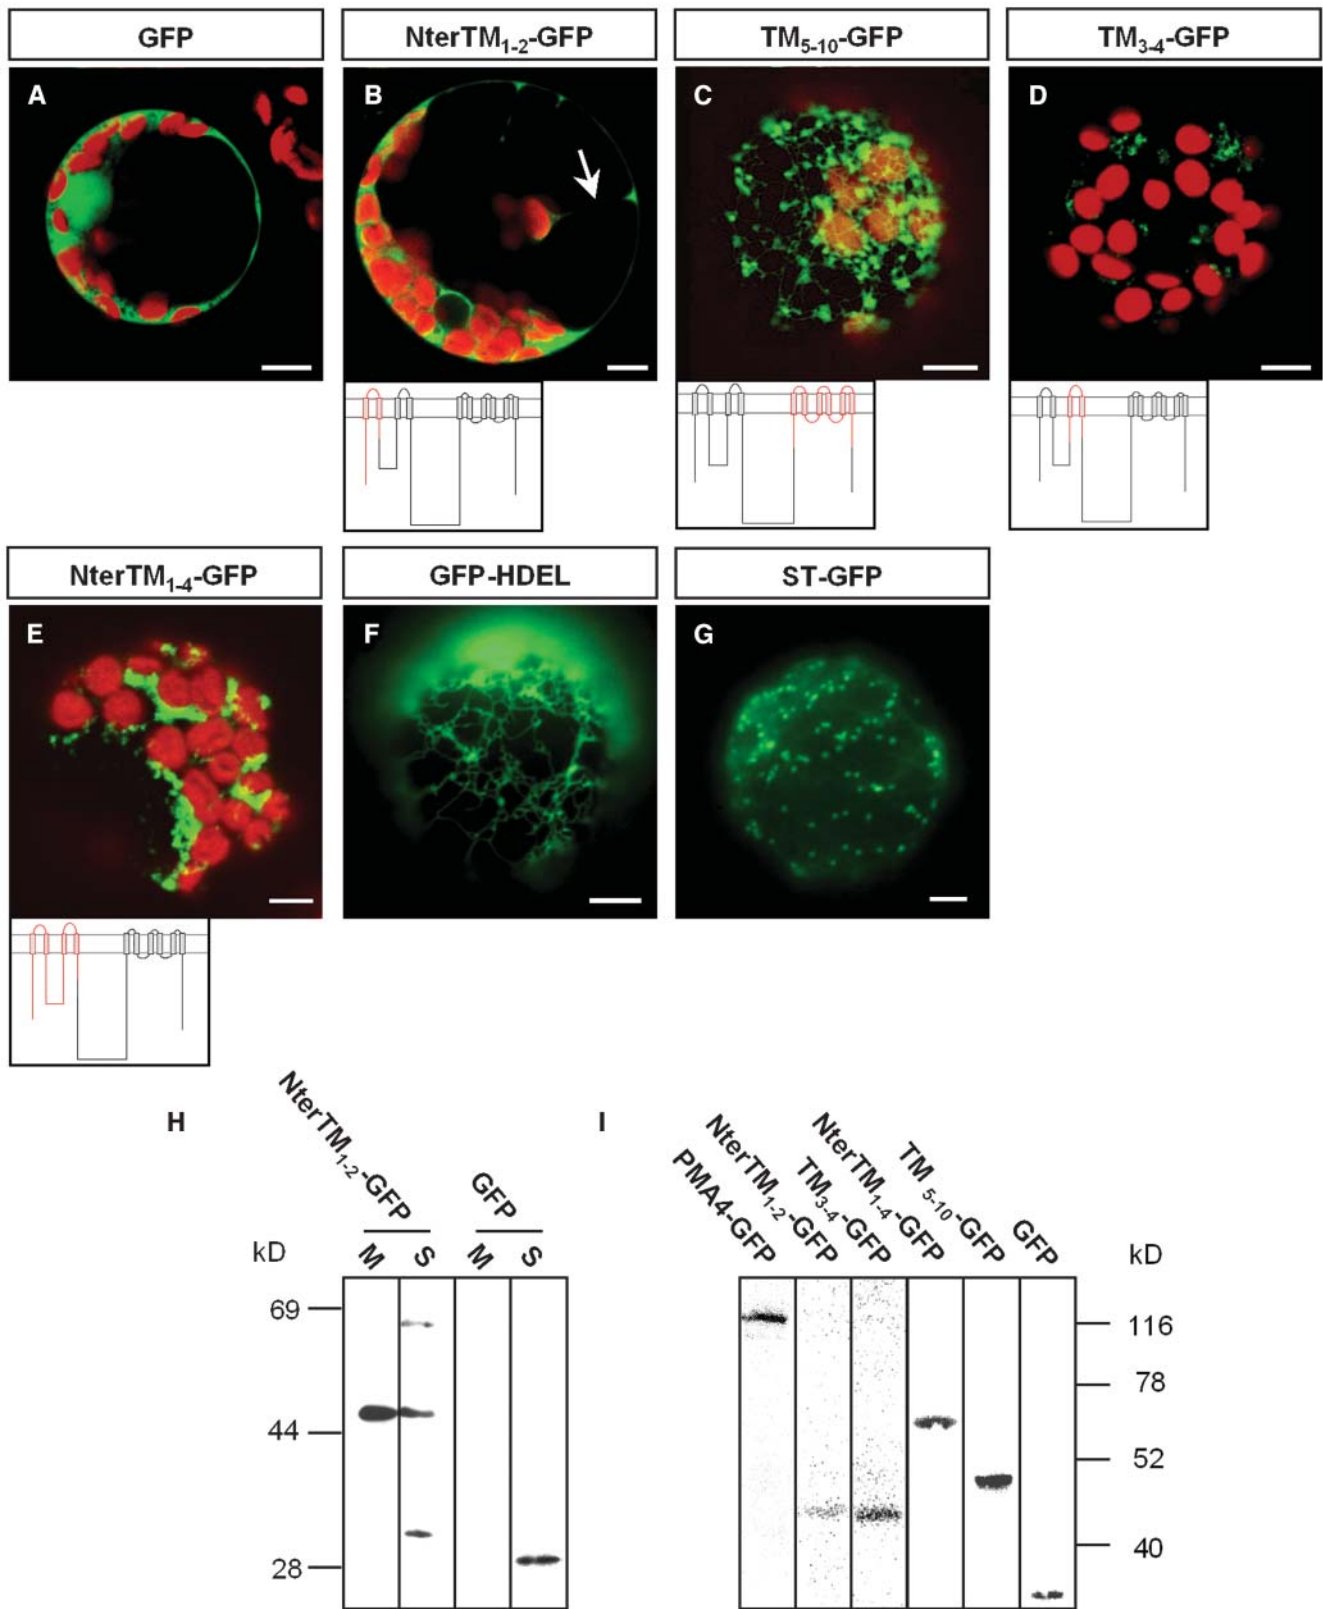 GFP
NterTM1-2-GFP
TM5-10-GFP
TM3-4-GFP
A
B
C
D
NterTM1-4-GFP
GFP-HDEL
ST-GFP
E
F
G
H
NterTM1-2-GFP
GFP
kD
M
S
M
S
69
44
28
I
PMA4-GFP
NterTM1-2-GFP
TM3-4-GFP
NterTM1-4-GFP
TM 5-10-GFP
GFP
kD
116
78
52
40